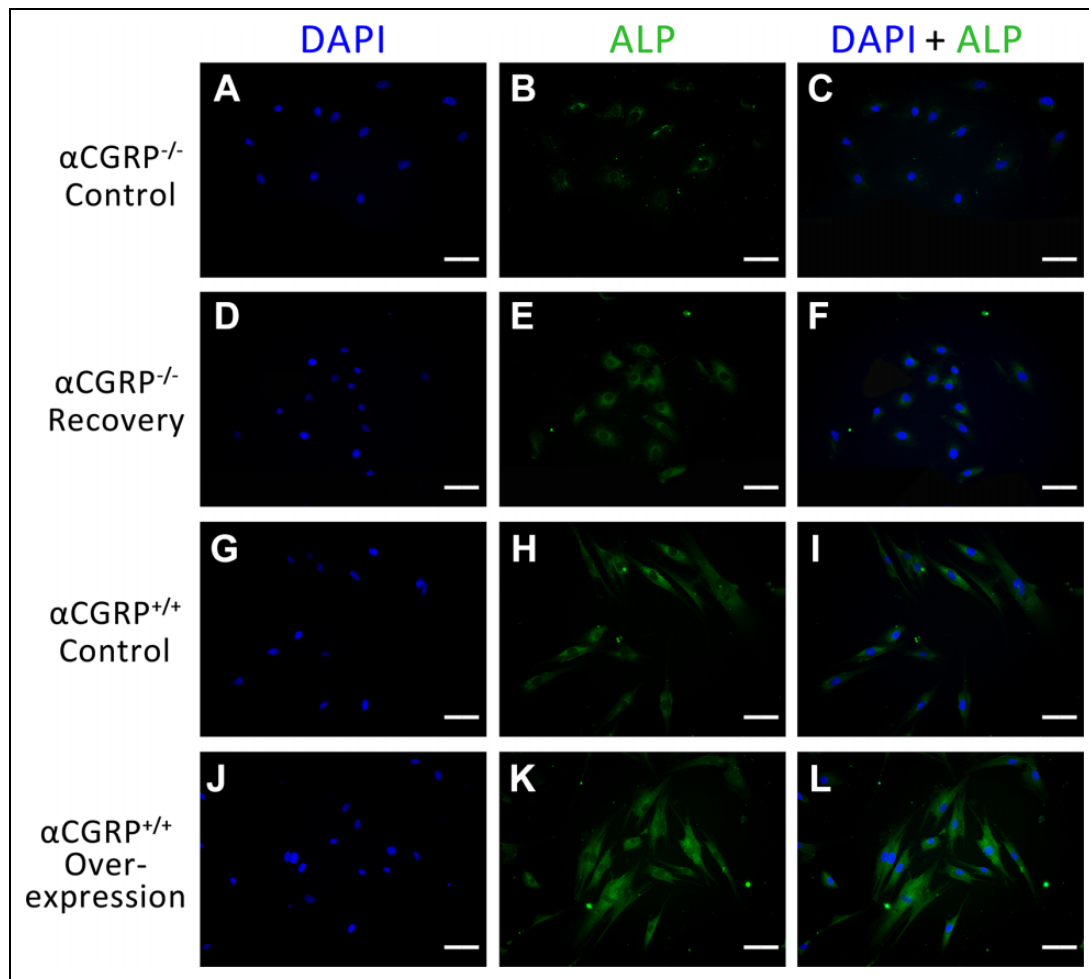 DAPI ALP DAPI + ALP
αCGRP-/-
Control
A B C
αCGRP-/-
Recovery
D E F
αCGRP+/+
Control
G H I
αCGRP+/+
Over-
expression
J K L